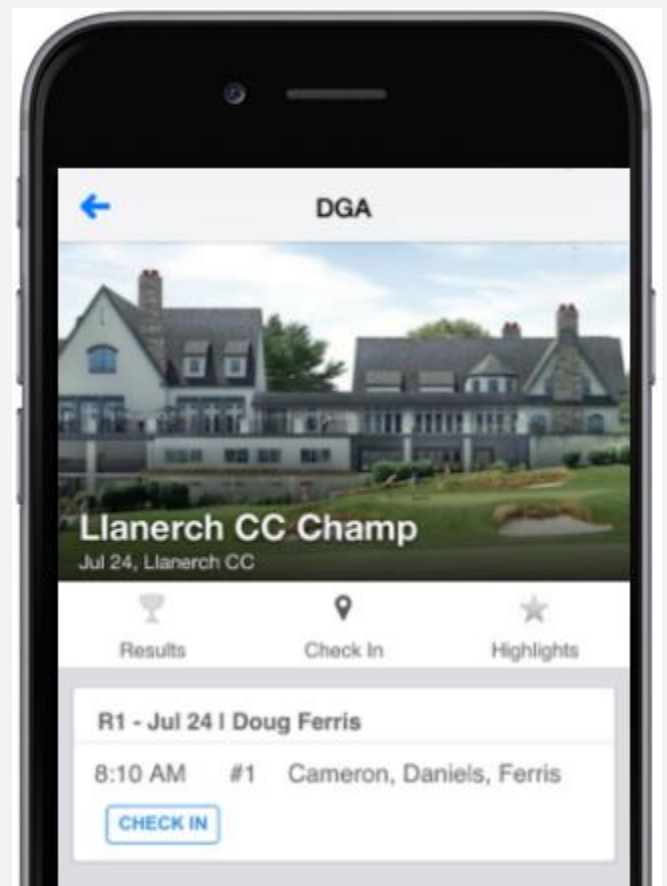 DGA
Llanerch CC Champ
Jul 24, Llanerch CC
Results Check In Highlights
R1 - Jul 24 | Doug Ferris
8:10 AM #1 Cameron, Daniels, Ferris
CHECK IN